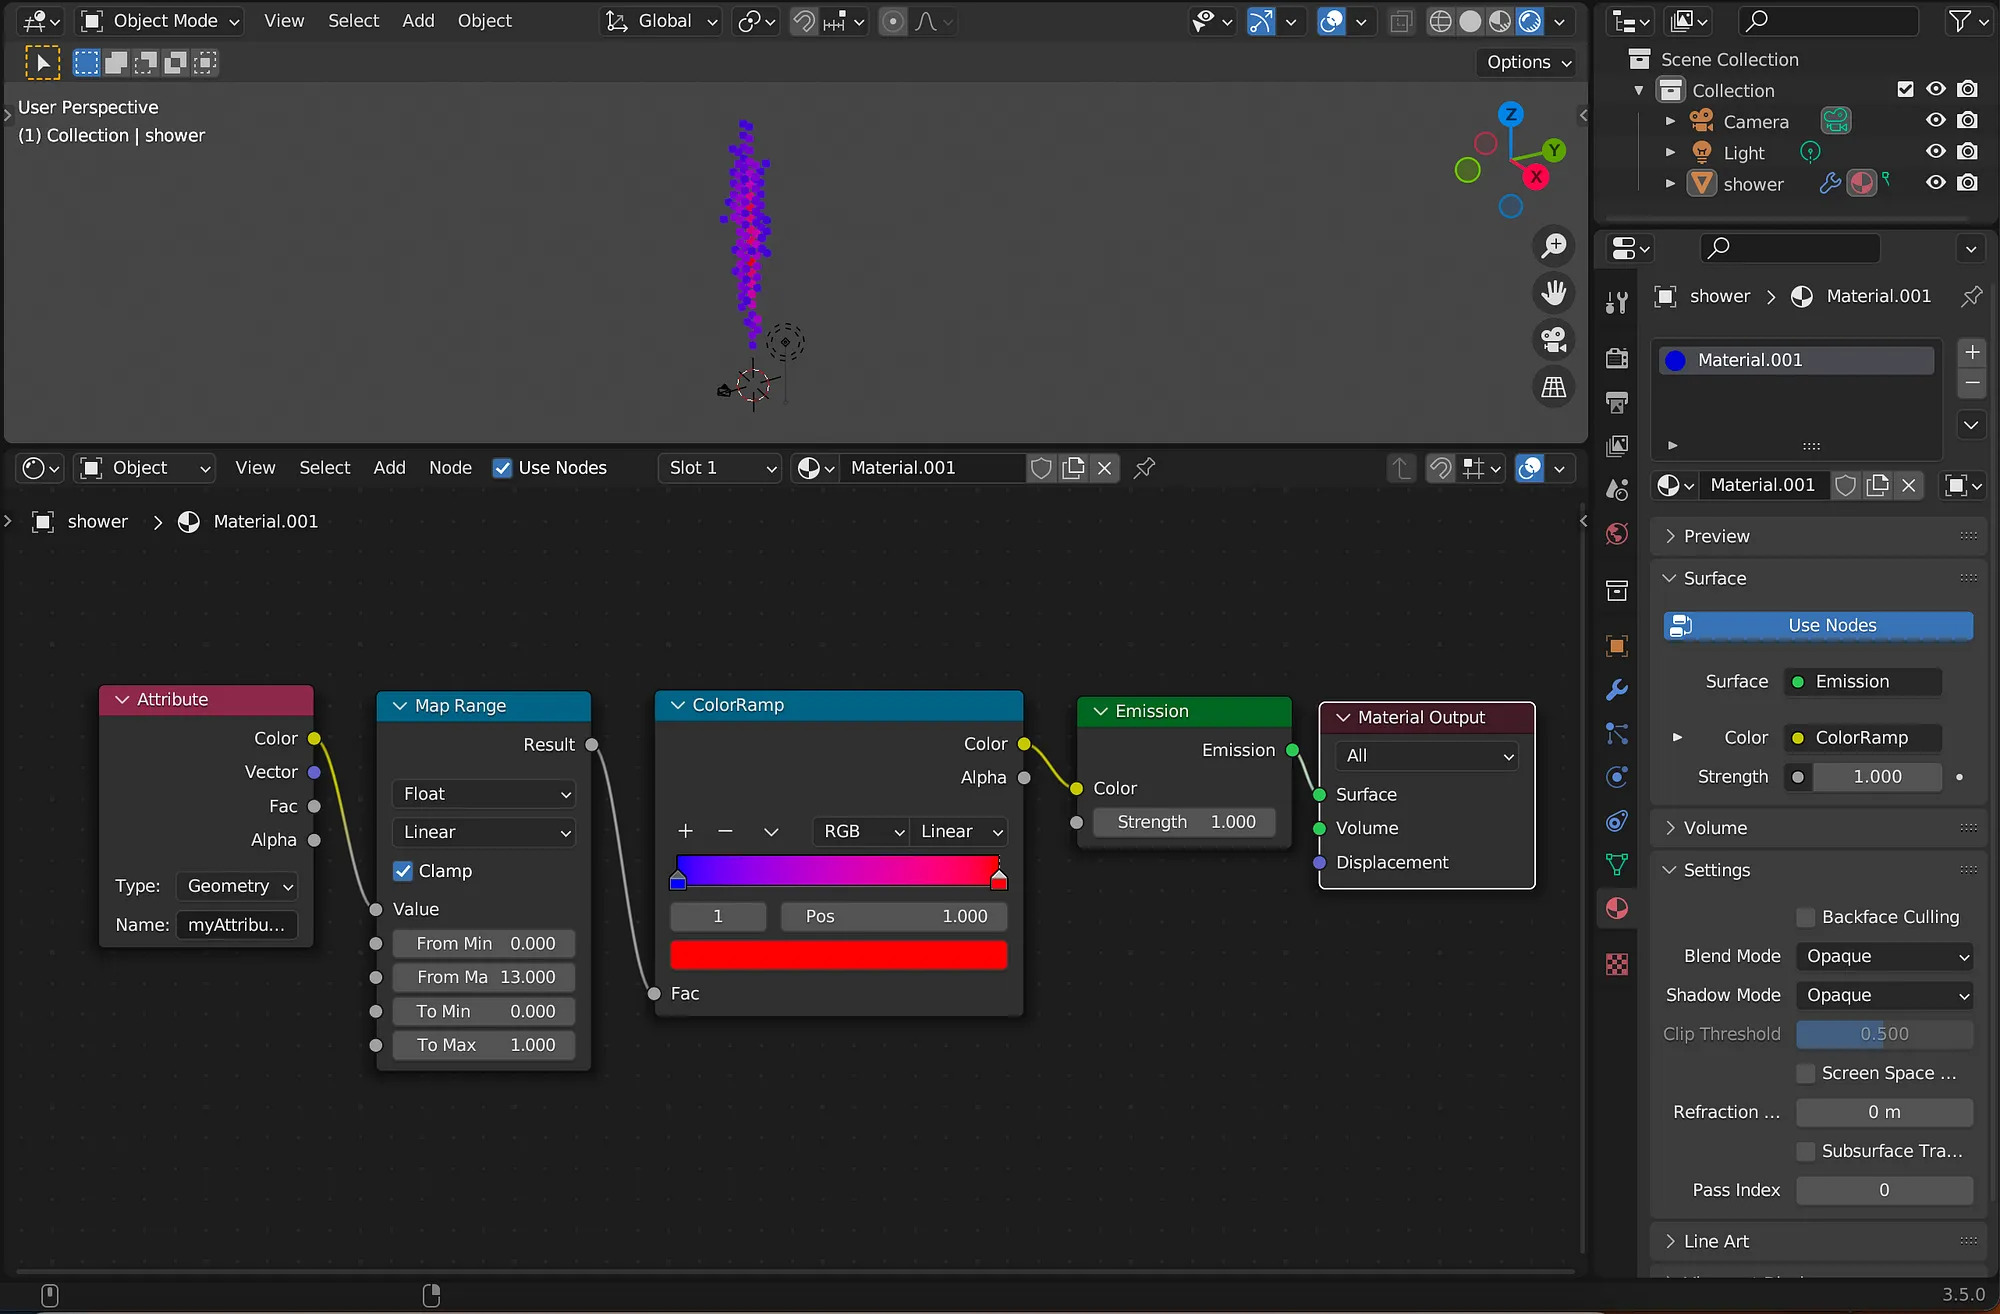 Object Mode View Select Add Object Global
Options
User Perspective
(1) Collection | shower
Z
Y
X
Scene Collection
Collection
Camera
Light
shower
shower Material.001
Material.001
Material.001
Preview
Surface
Use Nodes
Surface Emission
Color ColorRamp
Strength 1.000
Volume
Settings
Backface Culling
Blend Mode Opaque
Shadow Mode Opaque
Clip Threshold 0.500
Screen Space ...
Refraction ... 0 m
Subsurface Tra...
Pass Index 0
Line Art
Object View Select Add Node Use Nodes Slot 1 Material.001
shower Material.001
Attribute
Color
Vector
Fac
Alpha
Type: Geometry
Name: myAttribu...
Map Range
Result
Float
Linear
Clamp
Value
From Min 0.000
From Ma 13.000
To Min 0.000
To Max 1.000
ColorRamp
Color
Alpha
RGB Linear
1 Pos 1.000
Fac
Emission
Emission
Color
Strength 1.000
Material Output
All
Surface
Volume
Displacement
3.5.0